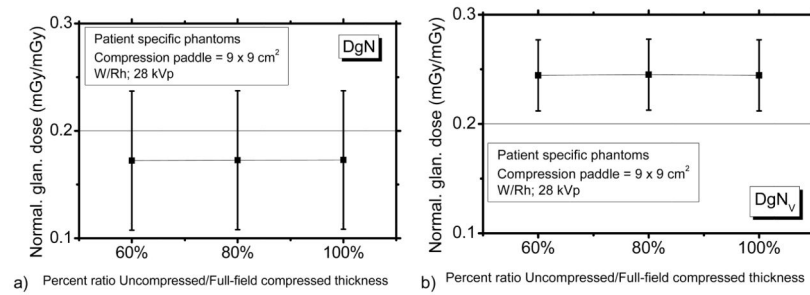 Normal. glan. dose (mGy/mGy)
0.3
0.2
0.1
Patient specific phantoms
Compression paddle = 9 x 9 cm²
W/Rh; 28 kVp
DgN
60% 80% 100%
a) Percent ratio Uncompressed/Full-field compressed thickness
Normal. glan. dose (mGy/mGy)
0.3
0.2
0.1
Patient specific phantoms
Compression paddle = 9 x 9 cm²
W/Rh; 28 kVp
DgNᵥ
60% 80% 100%
b) Percent ratio Uncompressed/Full-field compressed thickness